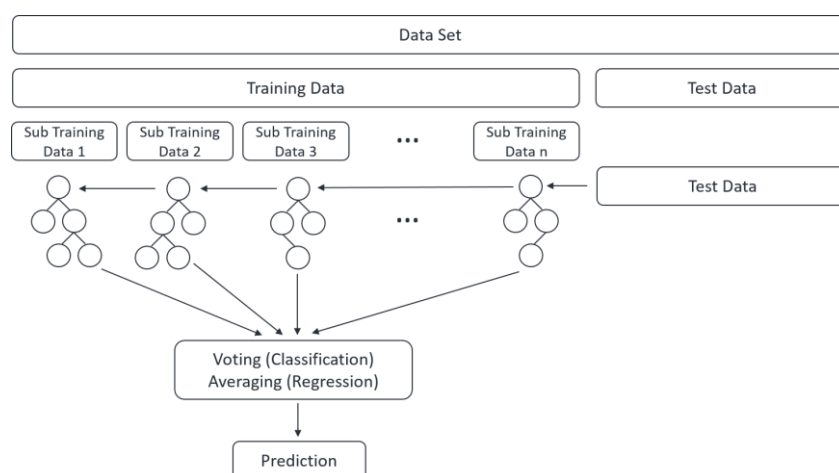 Data Set
Training Data
Test Data
Sub Training
Data 1
Sub Training
Data 2
Sub Training
Data 3
...
Sub Training
Data n
Test Data
...
Voting (Classification)
Averaging (Regression)
Prediction